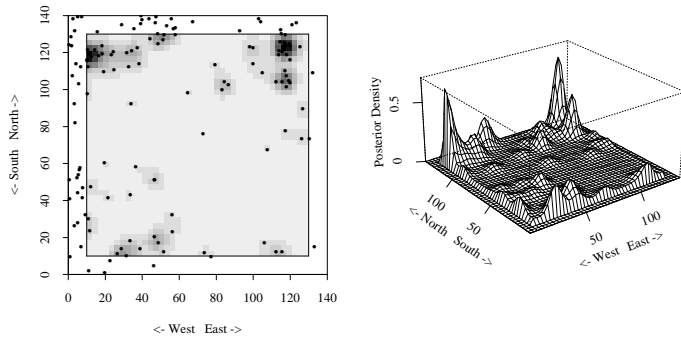 140
120
100
80
60
40
20
0
<- South   North ->
0 20 40 60 80 100 120 140
<- West   East ->
Posterior Density
0.5
0
100
50
<- North   South ->
50
100
<- West   East ->